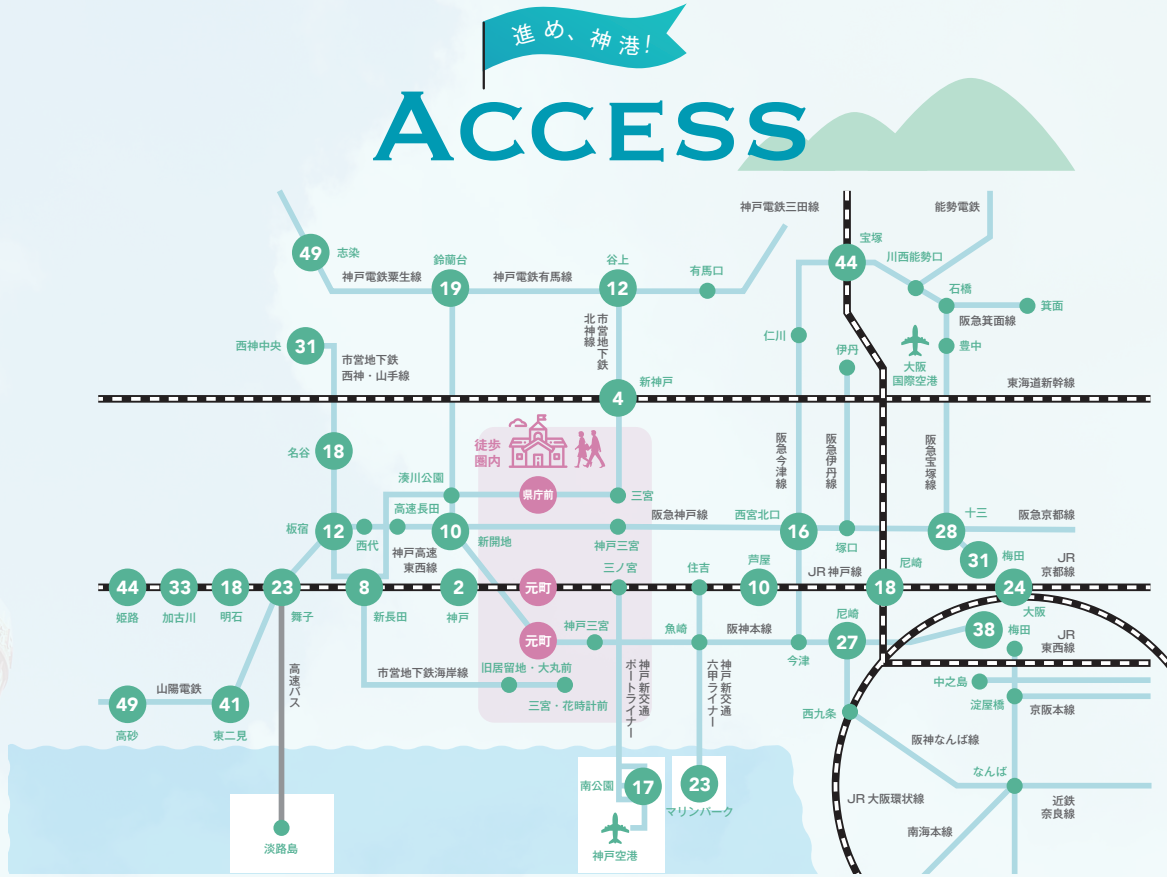 進め、神港!
ACCESS
神戸電鉄三田線
能勢電鉄
49
志染
鈴蘭台
谷上
宝塚
44
川西能勢口
神戸電鉄粟生線
19
神戸電鉄有馬線
12
有馬口
石橋
箕面
阪急箕面線
市営地下鉄
北神線
仁川
西神中央
31
市営地下鉄
西神・山手線
伊丹
豊中
大阪
国際空港
新神戸
4
東海道新幹線
徒歩
圏内
名谷
18
阪急今津線
阪急伊丹線
阪急宝塚線
湊川公園
県庁前
三宮
高速長田
阪急神戸線
西宮北口
十三
阪急京都線
板宿
12
西代
10
新開地
神戸三宮
16
塚口
28
神戸高速
東西線
三ノ宮
住吉
芦屋
JR神戸線
尼崎
31
梅田
JR
京都線
44
33
18
23
8
2
元町
10
18
24
姫路
加古川
明石
舞子
新長田
神戸
尼崎
大阪
元町
神戸三宮
魚崎
阪神本線
今津
27
38
梅田
JR
東西線
高速バス
市営地下鉄海岸線
旧居留地・大丸前
三宮・花時計前
神戸新交通
ポートライナー
神戸新交通
六甲ライナー
中之島
淀屋橋
京阪本線
山陽電鉄
49
高砂
41
東二見
西九条
阪神なんば線
なんば
南公園
17
23
マリンパーク
JR大阪環状線
近鉄
奈良線
南海本線
淡路島
神戸空港